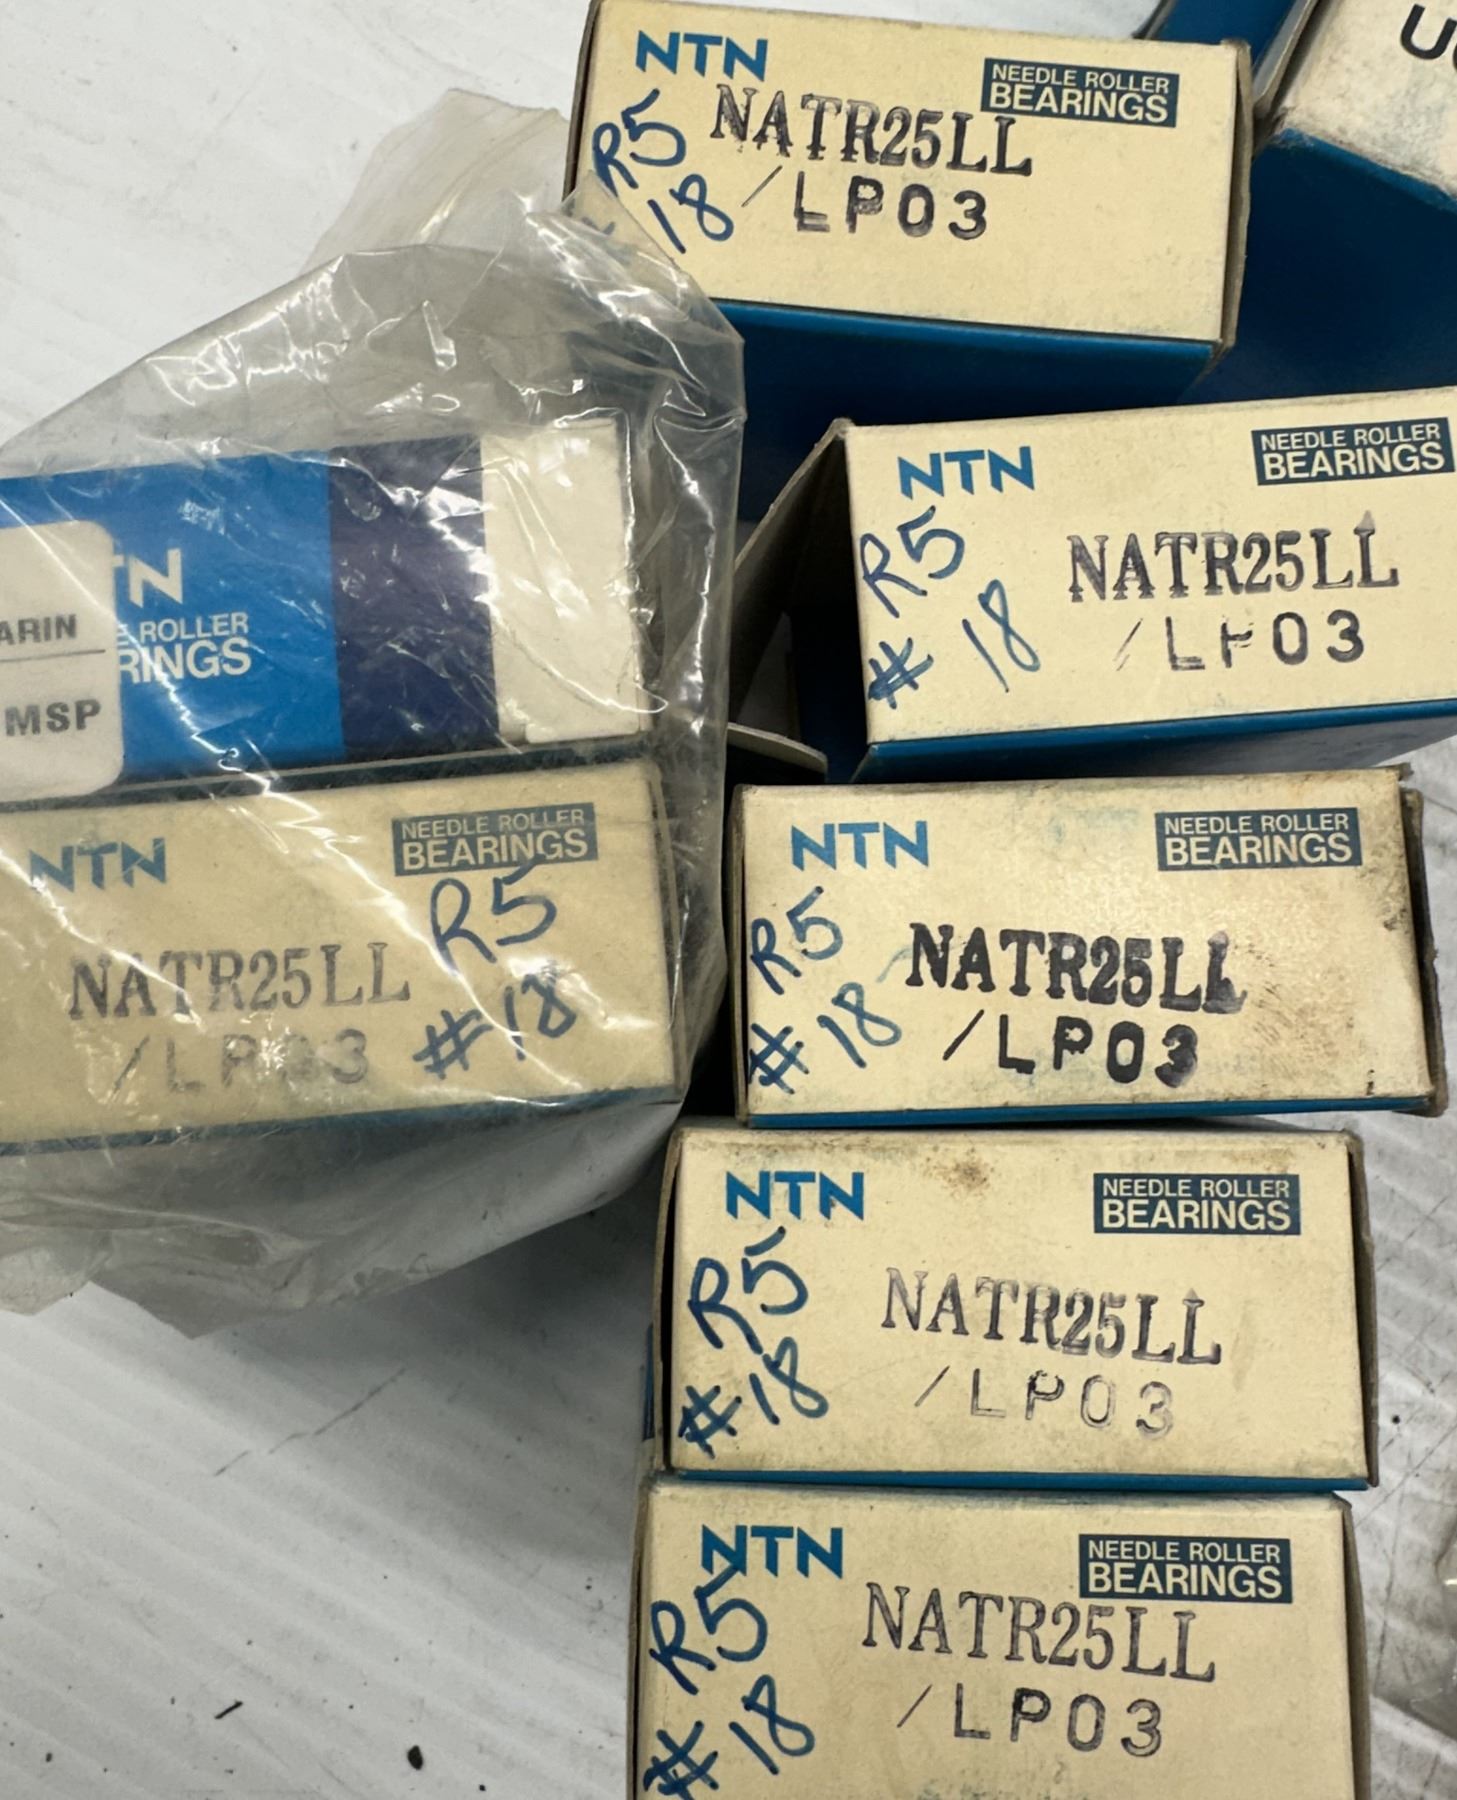 NTN
NEEDLE ROLLER
BEARINGS
NATR25LL
/LP03
R5
18
NTN
NEEDLE ROLLER
BEARINGS
R5
# 18
NATR25LL
/LP03
TN
ROLLER
RINGS
ARIN
MSP
NTN
NEEDLE ROLLER
BEARINGS
NATR25LL
/LP03
R5
#18
NTN
NEEDLE ROLLER
BEARINGS
R5
# 18
NATR25LL
/LP03
NTN
NEEDLE ROLLER
BEARINGS
R5
#18
NATR25LL
/LP03
NTN
NEEDLE ROLLER
BEARINGS
R5
# 18
NATR25LL
/LP03